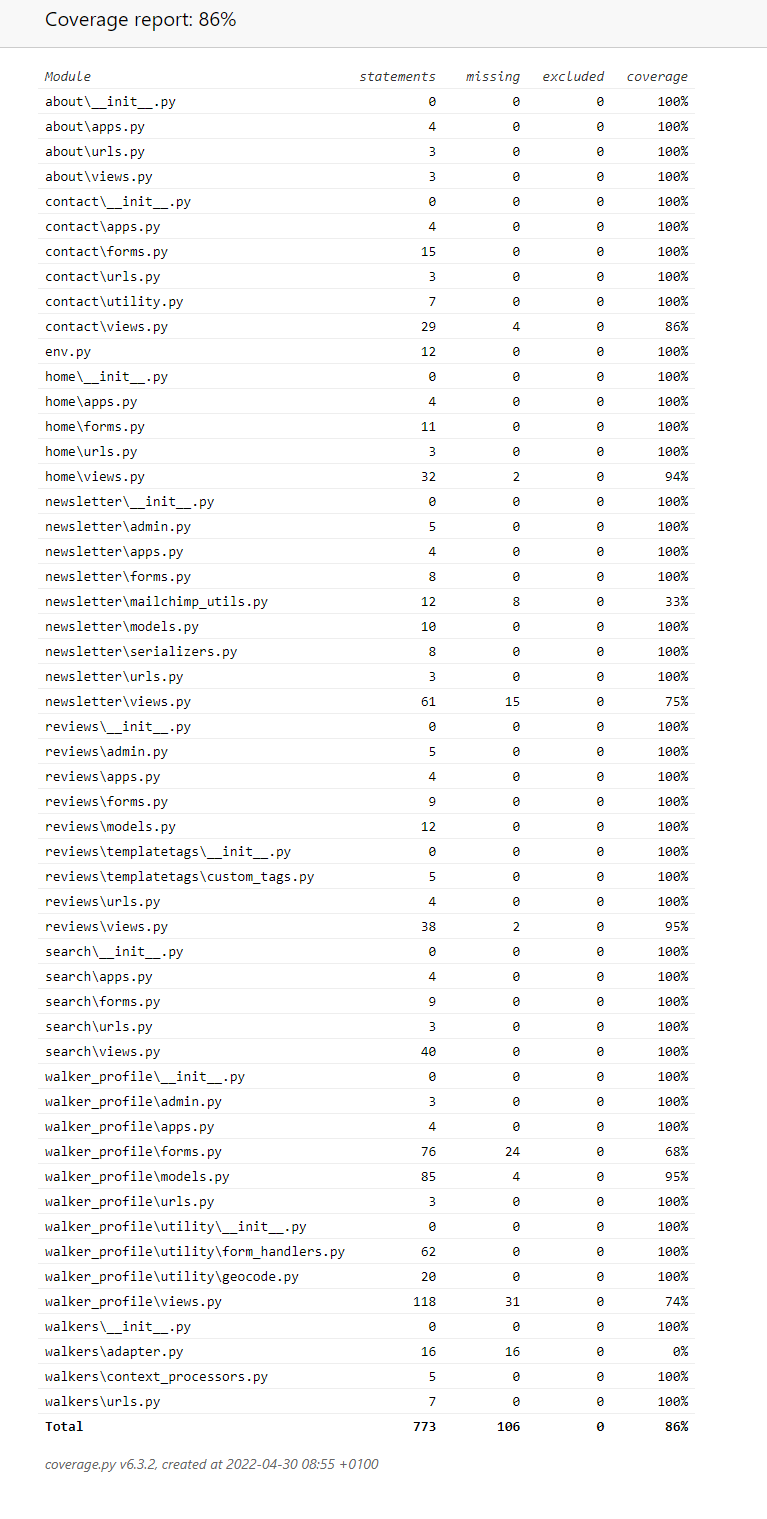 Coverage report: 86%
Module statements missing excluded coverage
about\__init__.py 0 0 0 100%
about\apps.py 4 0 0 100%
about\urls.py 3 0 0 100%
about\views.py 3 0 0 100%
contact\__init__.py 0 0 0 100%
contact\apps.py 4 0 0 100%
contact\forms.py 15 0 0 100%
contact\urls.py 3 0 0 100%
contact\utility.py 7 0 0 100%
contact\views.py 29 4 0 86%
env.py 12 0 0 100%
home\__init__.py 0 0 0 100%
home\apps.py 4 0 0 100%
home\forms.py 11 0 0 100%
home\urls.py 3 0 0 100%
home\views.py 32 2 0 94%
newsletter\__init__.py 0 0 0 100%
newsletter\admin.py 5 0 0 100%
newsletter\apps.py 4 0 0 100%
newsletter\forms.py 8 0 0 100%
newsletter\mailchimp_utils.py 12 8 0 33%
newsletter\models.py 10 0 0 100%
newsletter\serializers.py 8 0 0 100%
newsletter\urls.py 3 0 0 100%
newsletter\views.py 61 15 0 75%
reviews\__init__.py 0 0 0 100%
reviews\admin.py 5 0 0 100%
reviews\apps.py 4 0 0 100%
reviews\forms.py 9 0 0 100%
reviews\models.py 12 0 0 100%
reviews\templatetags\__init__.py 0 0 0 100%
reviews\templatetags\custom_tags.py 5 0 0 100%
reviews\urls.py 4 0 0 100%
reviews\views.py 38 2 0 95%
search\__init__.py 0 0 0 100%
search\apps.py 4 0 0 100%
search\forms.py 9 0 0 100%
search\urls.py 3 0 0 100%
search\views.py 40 0 0 100%
walker_profile\__init__.py 0 0 0 100%
walker_profile\admin.py 3 0 0 100%
walker_profile\apps.py 4 0 0 100%
walker_profile\forms.py 76 24 0 68%
walker_profile\models.py 85 4 0 95%
walker_profile\urls.py 3 0 0 100%
walker_profile\utility\__init__.py 0 0 0 100%
walker_profile\utility\form_handlers.py 62 0 0 100%
walker_profile\utility\geocode.py 20 0 0 100%
walker_profile\views.py 118 31 0 74%
walkers\__init__.py 0 0 0 100%
walkers\adapter.py 16 16 0 0%
walkers\context_processors.py 5 0 0 100%
walkers\urls.py 7 0 0 100%
Total 773 106 0 86%
coverage.py v6.3.2, created at 2022-04-30 08:55 +0100